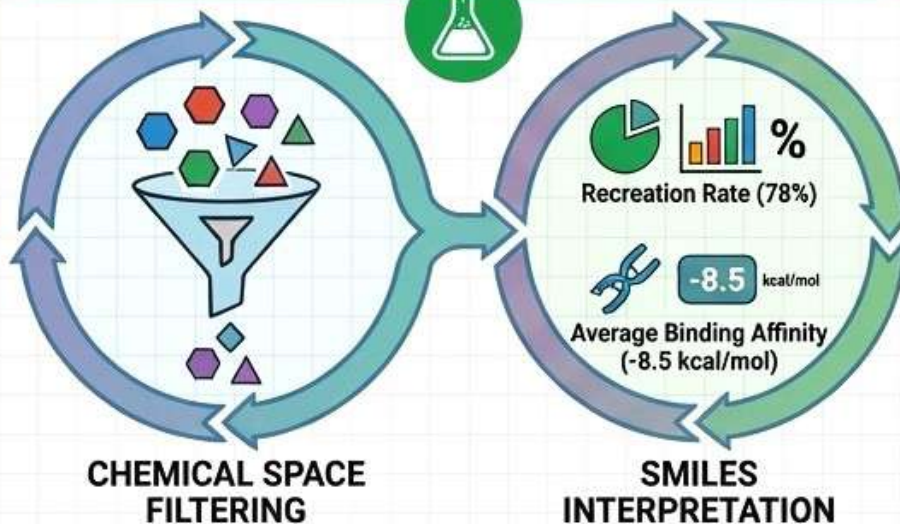 %
Recreation Rate (78%)
-8.5 kcal/mol
Average Binding Affinity
(-8.5 kcal/mol)
CHEMICAL SPACE
FILTERING
SMILES
INTERPRETATION